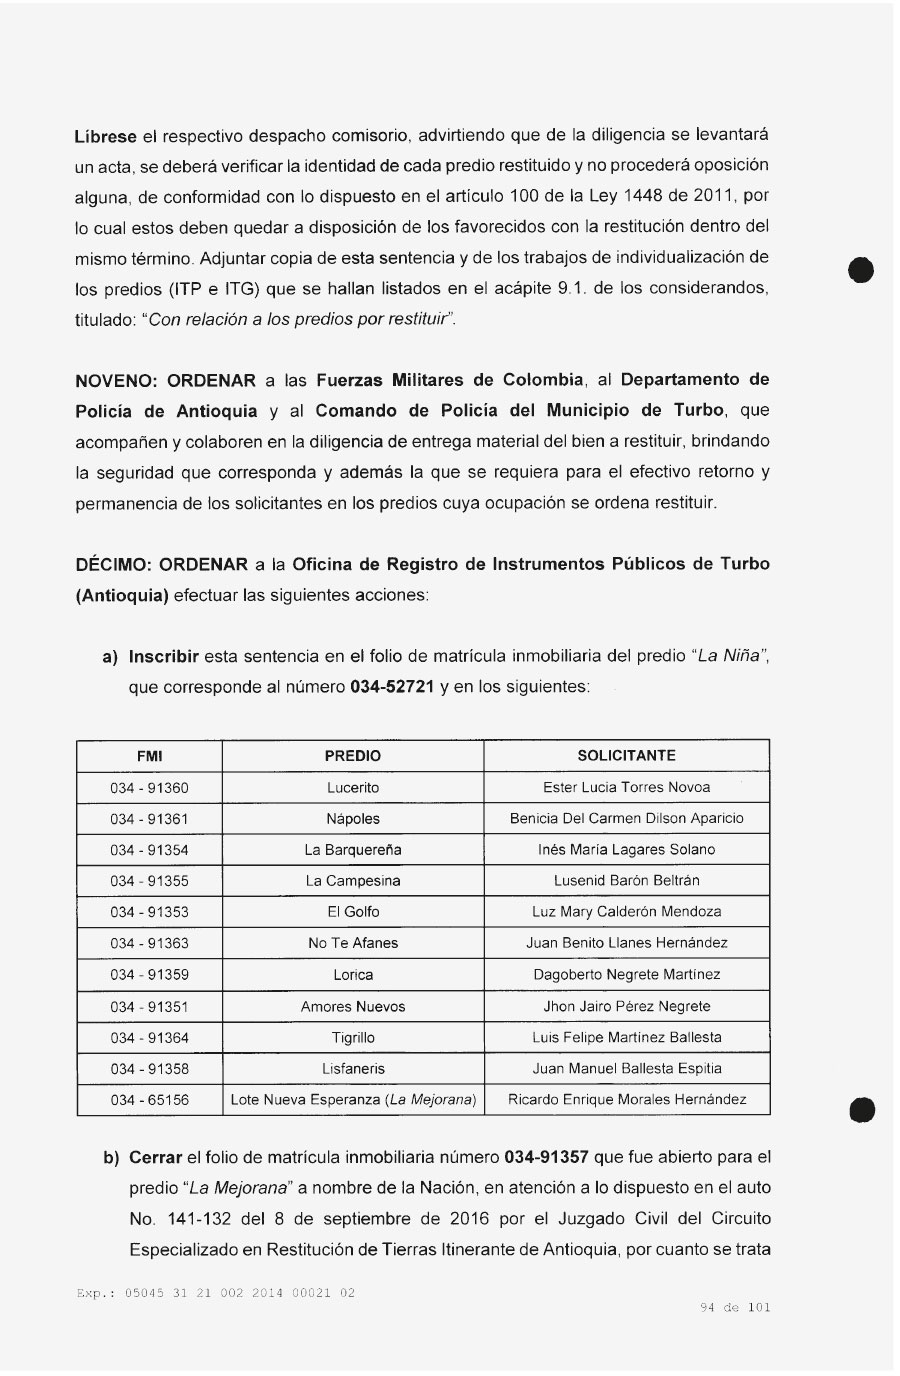 Líbrese el respectivo despacho comisorio, advirtiendo que de la diligencia se levantará
un acta, se deberá verificar la identidad de cada predio restituido y no procederá oposición
alguna, de conformidad con lo dispuesto en el artículo 100 de la Ley 1448 de 2011, por
lo cual estos deben quedar a disposición de los favorecidos con la restitución dentro del
mismo término. Adjuntar copia de esta sentencia y de los trabajos de individualización de
los predios (ITP e ITG) que se hallan listados en el acápite 9.1. de los considerandos,
titulado: “Con relación a los predios por restituir”.
NOVENO: ORDENAR a las Fuerzas Militares de Colombia, al Departamento de
Policía de Antioquia y al Comando de Policía del Municipio de Turbo, que
acompañen y colaboren en la diligencia de entrega material del bien a restituir, brindando
la seguridad que corresponda y además la que se requiera para el efectivo retorno y
permanencia de los solicitantes en los predios cuya ocupación se ordena restituir.
DÉCIMO: ORDENAR a la Oficina de Registro de Instrumentos Públicos de Turbo
(Antioquia) efectuar las siguientes acciones:
a) Inscribir esta sentencia en el folio de matrícula inmobiliaria del predio “La Niña”,
que corresponde al número 034-52721 y en los siguientes:
FMI PREDIO SOLICITANTE
034 - 91360 Lucerito Ester Lucia Torres Novoa
034 - 91361 Nápoles Benicia Del Carmen Dilson Aparicio
034 - 91354 La Barquereña Inés María Lagares Solano
034 - 91355 La Campesina Lusenid Barón Beltrán
034 - 91353 El Golfo Luz Mary Calderón Mendoza
034 - 91363 No Te Afanes Juan Benito Llanes Hernández
034 - 91359 Lorica Dagoberto Negrete Martínez
034 - 91351 Amores Nuevos Jhon Jairo Pérez Negrete
034 - 91364 Tigrillo Luis Felipe Martínez Ballesta
034 - 91358 Lisfaneris Juan Manuel Ballesta Espitia
034 - 65156 Lote Nueva Esperanza (La Mejorana) Ricardo Enrique Morales Hernández
b) Cerrar el folio de matrícula inmobiliaria número 034-91357 que fue abierto para el
predio “La Mejorana” a nombre de la Nación, en atención a lo dispuesto en el auto
No. 141-132 del 8 de septiembre de 2016 por el Juzgado Civil del Circuito
Especializado en Restitución de Tierras Itinerante de Antioquia, por cuanto se trata
Exp.: 05045 31 21 002 2014 00021 02
94 de 101